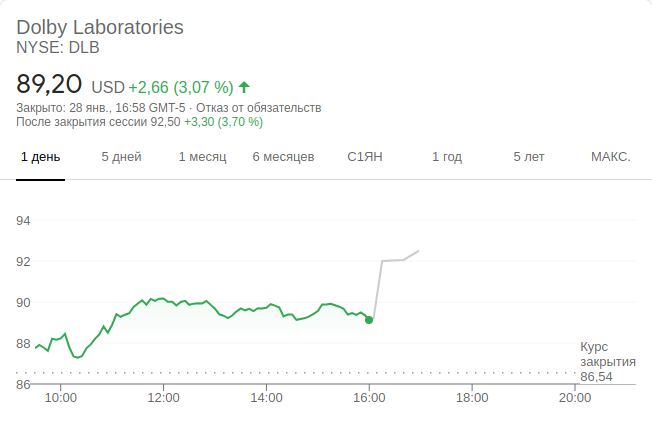 Dolby Laboratories
NYSE: DLB
89,20 USD +2,66 (3,07 %)
Закрыто: 28 янв., 16:58 GMT-5 · Отказ от обязательств
После закрытия сессии 92,50 +3,30 (3,70 %)
1 день 5 дней 1 месяц 6 месяцев С1ЯН 1 год 5 лет МАКС.
94
92
90
88
86
Курс
закрытия
86,54
10:00 12:00 14:00 16:00 18:00 20:00